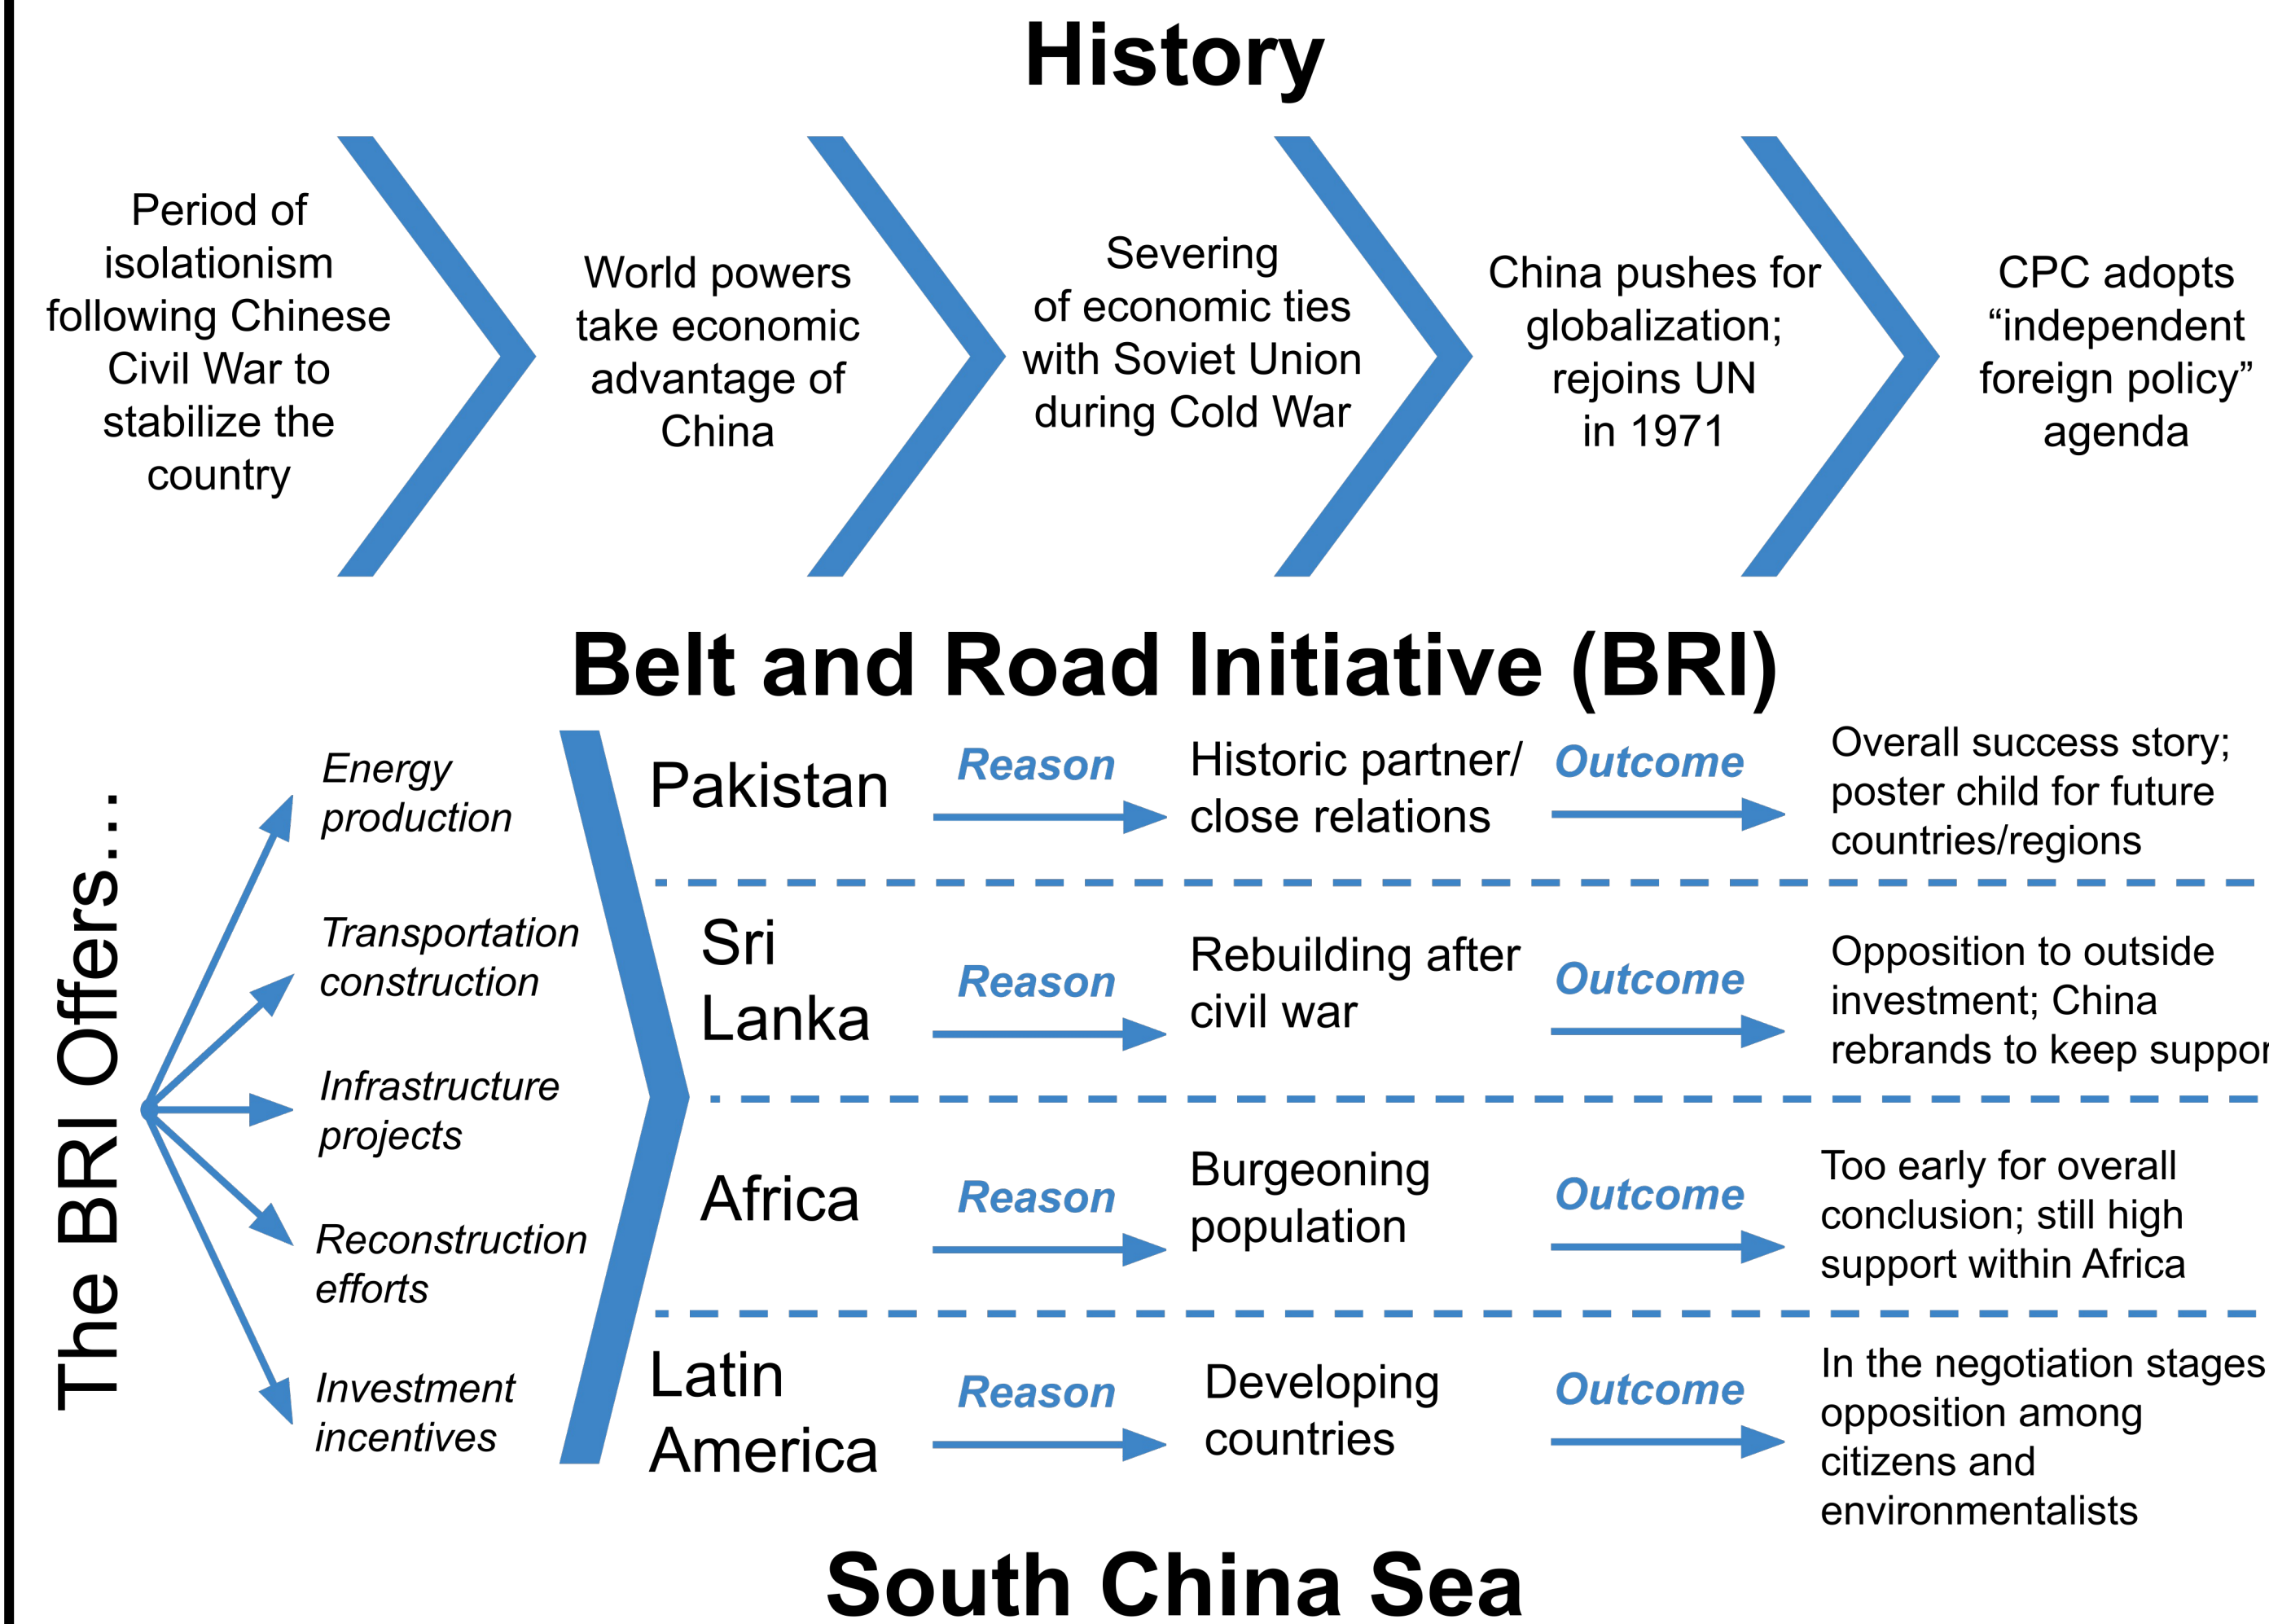 History
Period of
isolationism
following Chinese
Civil War to
stabilize the
country
World powers
take economic
advantage of
China
Severing
of economic ties
with Soviet Union
during Cold War
China pushes for
globalization;
rejoins UN
in 1971
CPC adopts
“independent
foreign policy”
agenda
Belt and Road Initiative (BRI)
The BRI Offers...
Energy
production
Transportation
construction
Infrastructure
projects
Reconstruction
efforts
Investment
incentives
Pakistan
Reason
Historic partner/
close relations
Outcome
Overall success story;
poster child for future
countries/regions
Sri
Lanka
Reason
Rebuilding after
civil war
Outcome
Opposition to outside
investment; China
rebrands to keep suppor
Africa
Reason
Burgeoning
population
Outcome
Too early for overall
conclusion; still high
support within Africa
Latin
America
Reason
Developing
countries
Outcome
In the negotiation stages
opposition among
citizens and
environmentalists
South China Sea